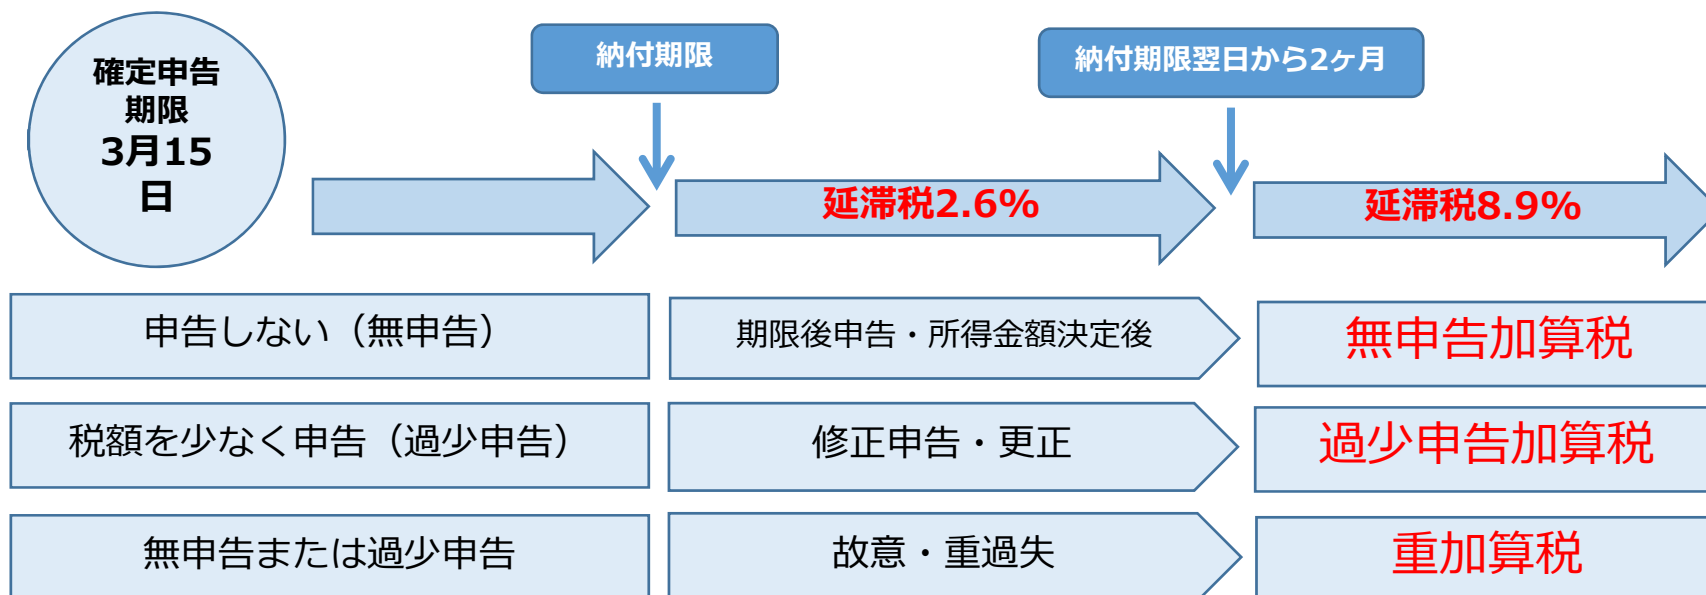 確定申告
期限
3月15
日
納付期限
納付期限翌日から2ヶ月
延滞税2.6%
延滞税8.9%
申告しない（無申告）
期限後申告・所得金額決定後
無申告加算税
税額を少なく申告（過少申告）
修正申告・更正
過少申告加算税
無申告または過少申告
故意・重過失
重加算税